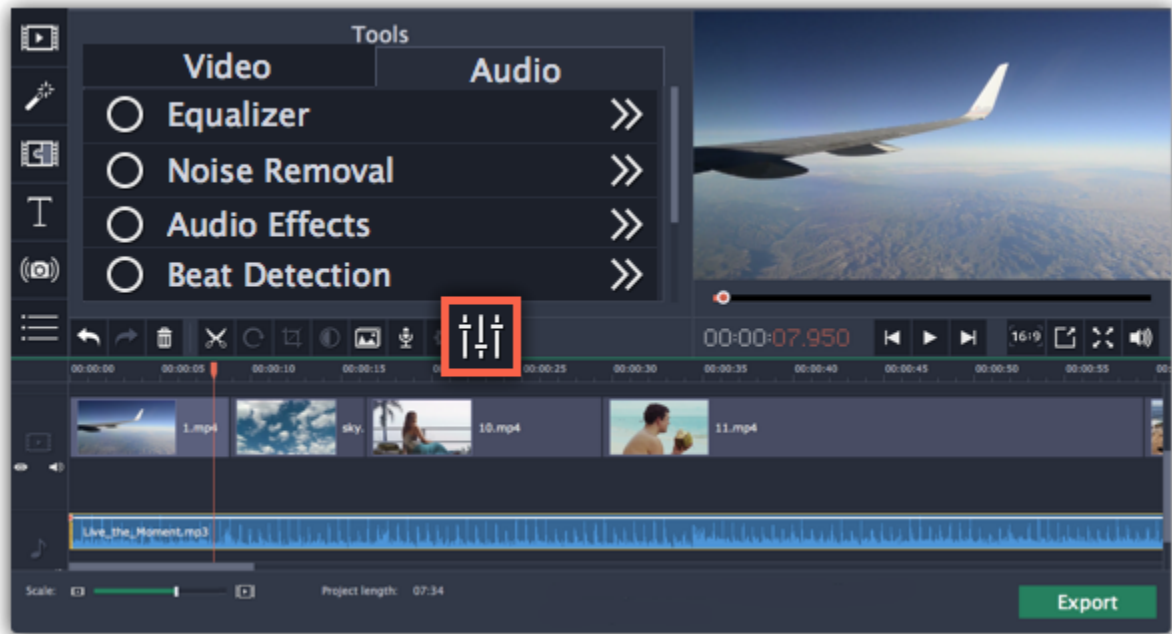 Tools
Video Audio
Equalizer
Noise Removal
Audio Effects
Beat Detection
T
00:00:07.950 16:9
00:00:00 00:00:05 00:00:10 00:00:15 00:00:25 00:00:30 00:00:35 00:00:40 00:00:45 00:00:50 00:00:55 00:
1.mp4 sky. 10.mp4 11.mp4
Live_the_Moment.mp3
Scale: Project length: 07:34
Export